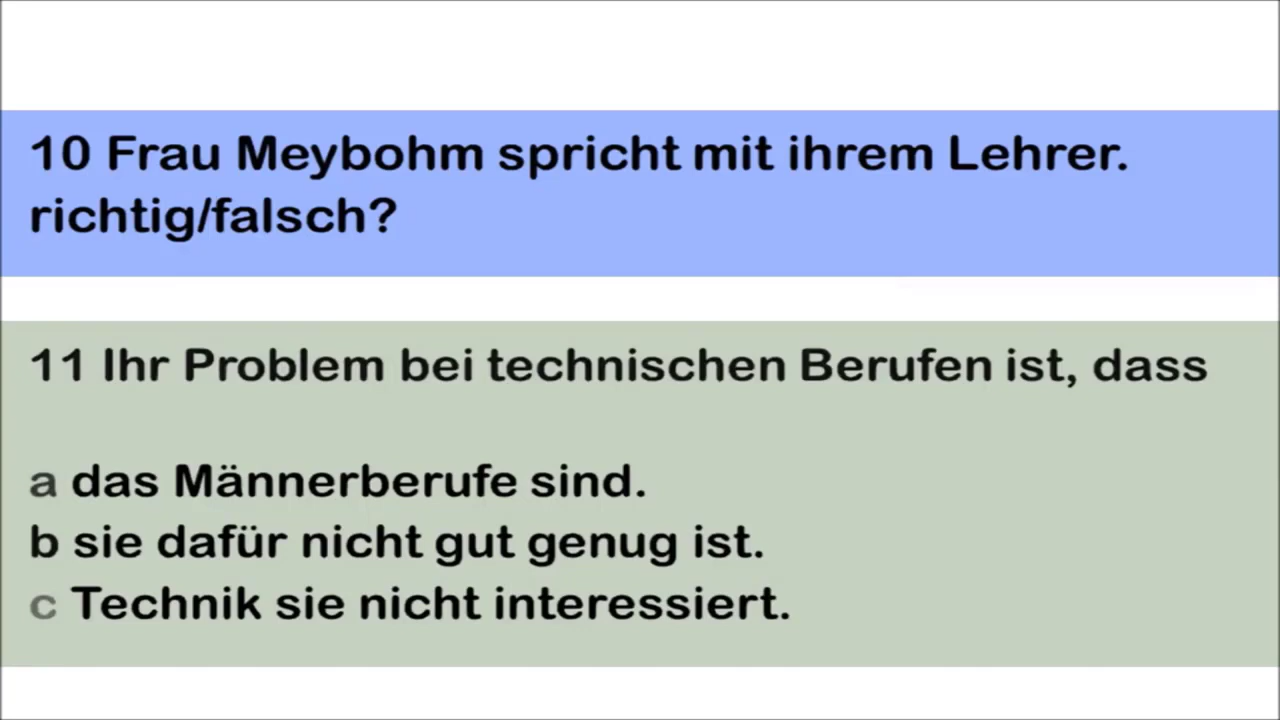 10 Frau Meybohm spricht mit ihrem Lehrer.
richtig/falsch?
11 Ihr Problem bei technischen Berufen ist, dass
a das Männerberufe sind.
b sie dafür nicht gut genug ist.
c Technik sie nicht interessiert.